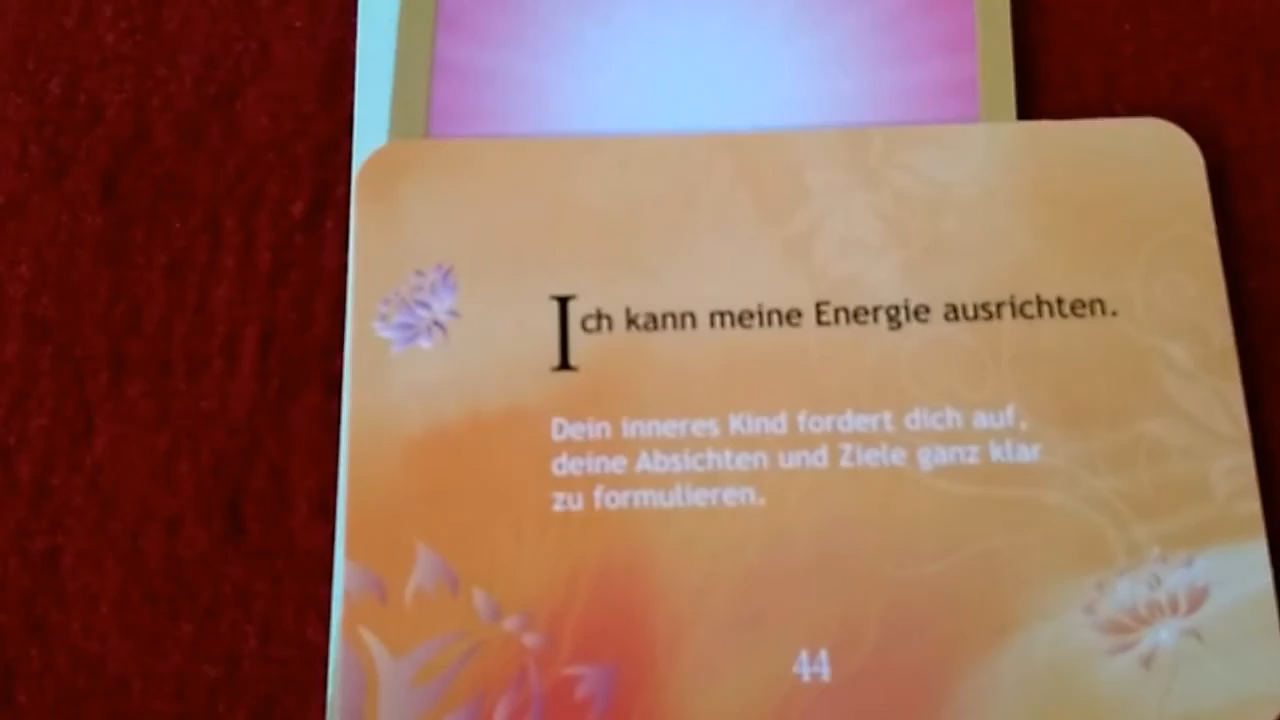 Ich kann meine Energie ausrichten.
Dein inneres Kind fordert dich auf,
deine Absichten und Ziele ganz klar
zu formulieren.
44